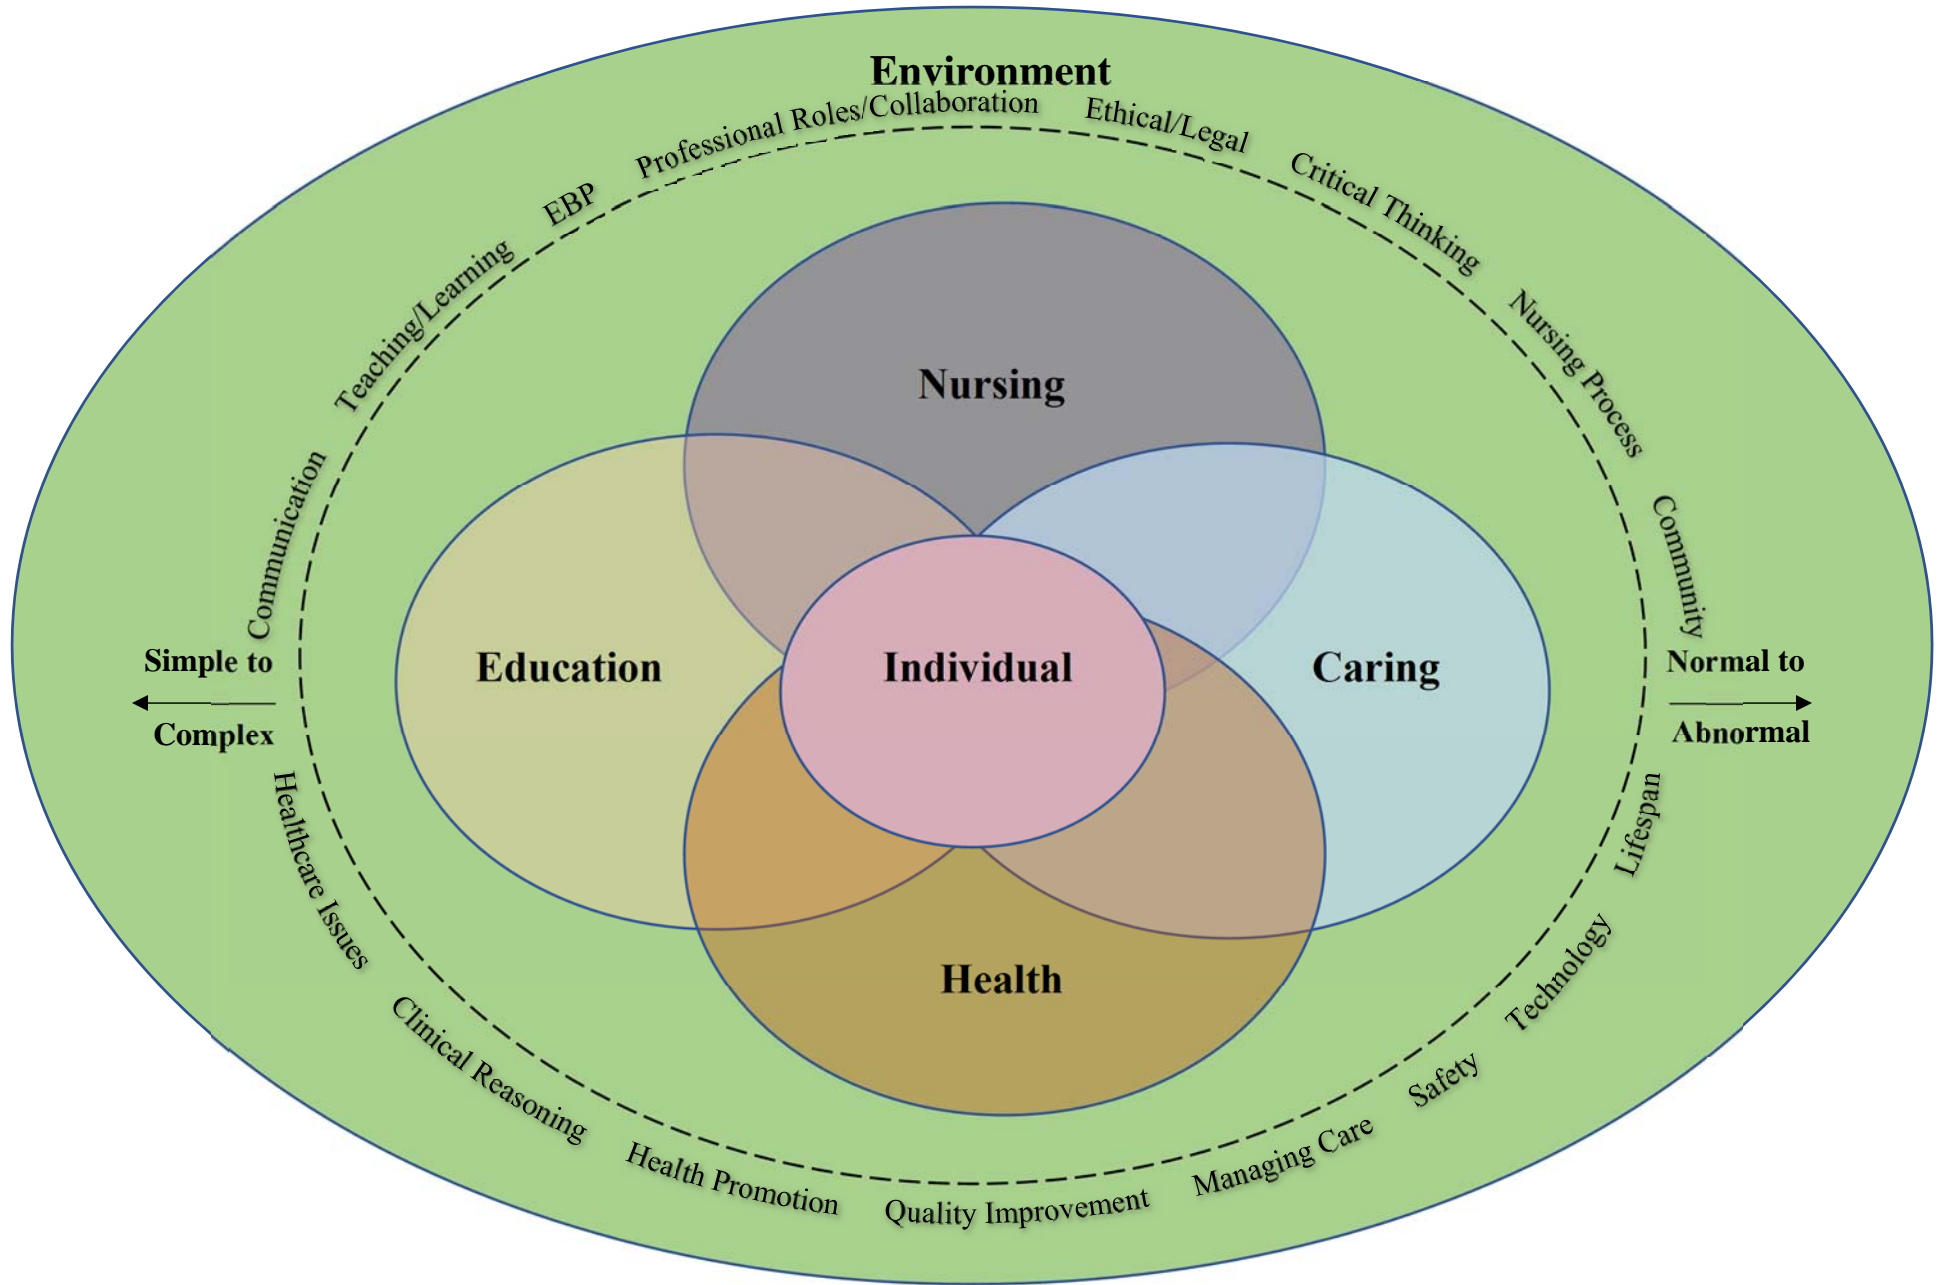 Environment
Professional Roles/Collaboration
Ethical/Legal
EBP
Critical Thinking
Teaching/Learning
Nursing Process
Nursing
Communication
Community
Simple to
Complex
Education
Individual
Caring
Normal to
Abnormal
Healthcare Issues
Lifespan
Health
Clinical Reasoning
Technology
Health Promotion
Safety
Quality Improvement
Managing Care